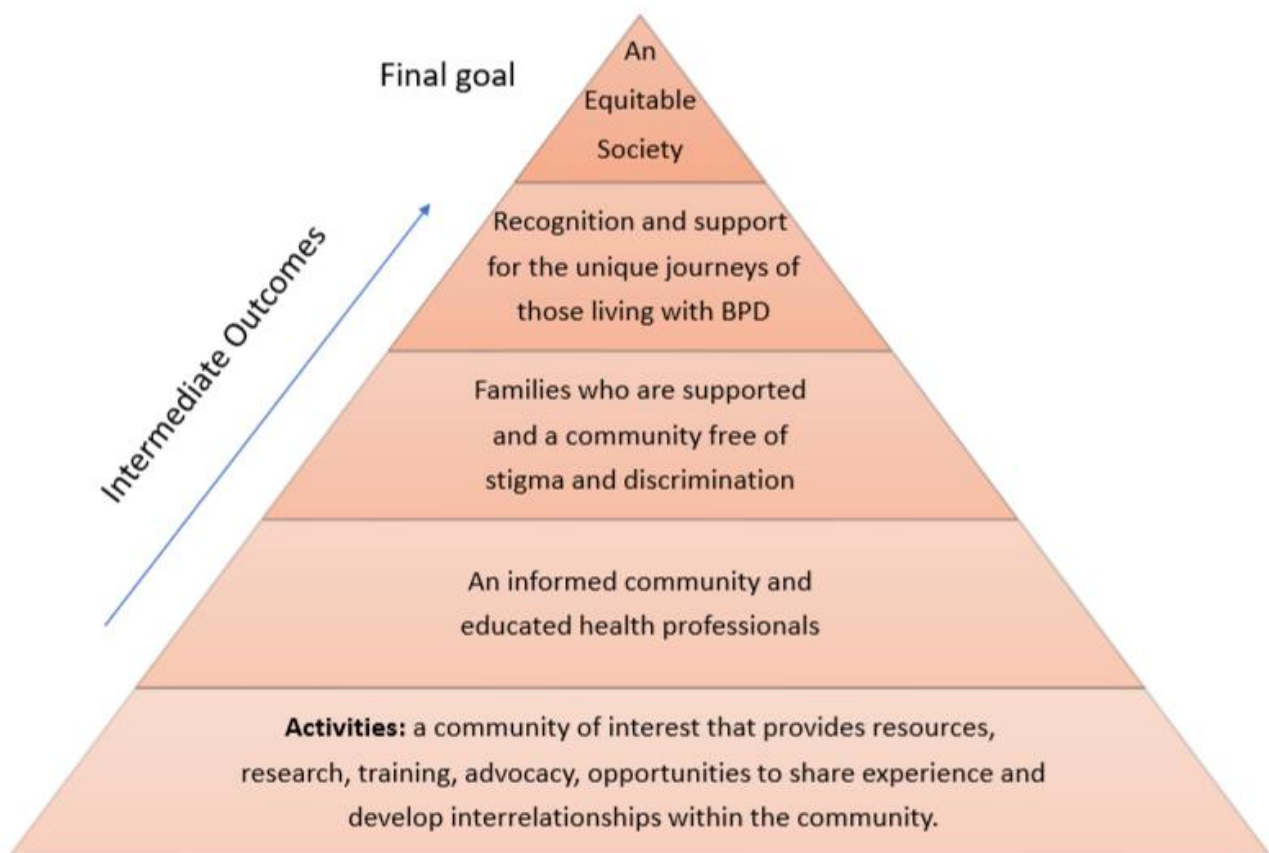 Final goal
An
Equitable
Society
Intermediate Outcomes
Recognition and support
for the unique journeys of
those living with BPD
Families who are supported
and a community free of
stigma and discrimination
An informed community and
educated health professionals
Activities: a community of interest that provides resources,
research, training, advocacy, opportunities to share experience and
develop interrelationships within the community.